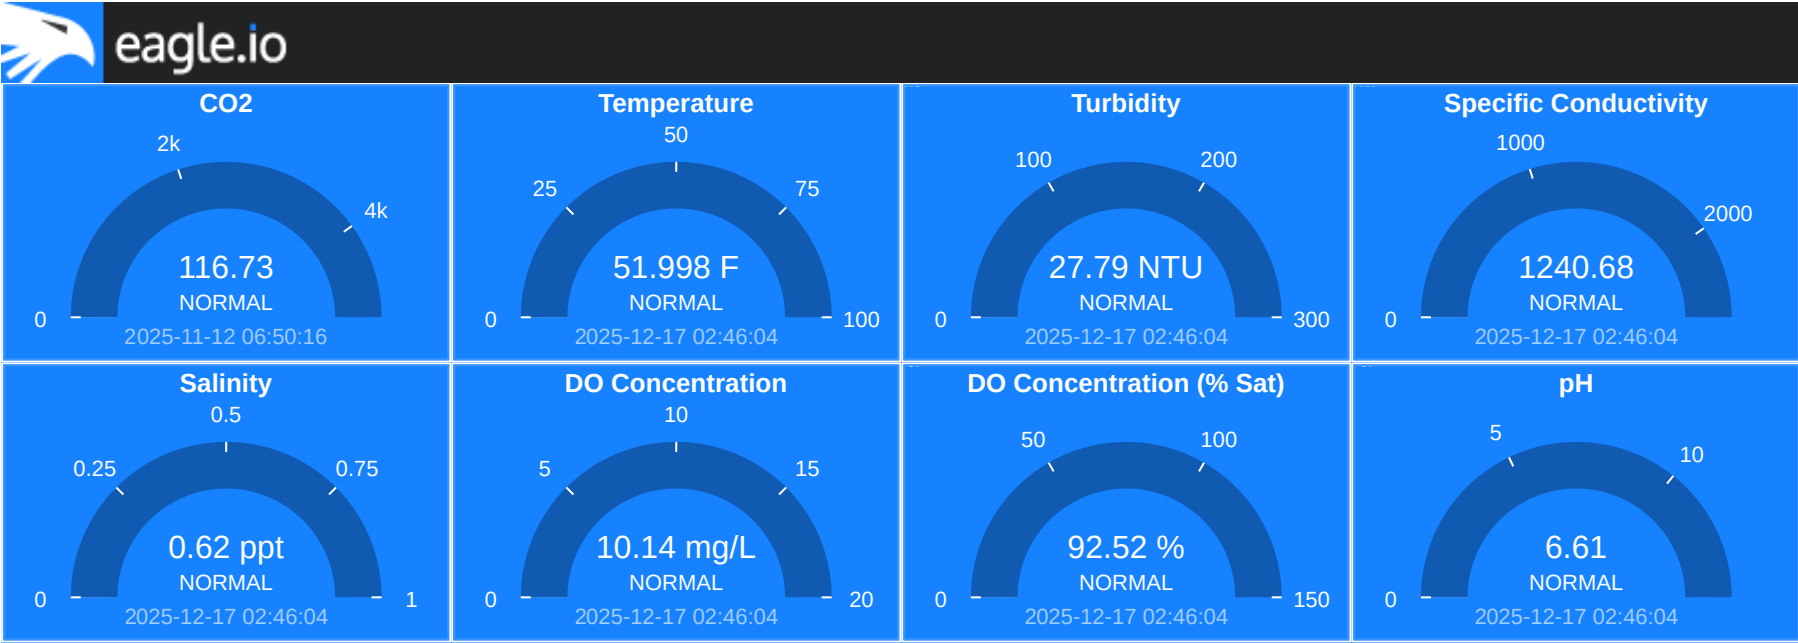 eagle.io
CO2
2k
4k
0
116.73
NORMAL
2025-11-12 06:50:16
Temperature
50
25
75
0
100
51.998 F
NORMAL
2025-12-17 02:46:04
Turbidity
100
200
0
300
27.79 NTU
NORMAL
2025-12-17 02:46:04
Specific Conductivity
1000
2000
0
1240.68
NORMAL
2025-12-17 02:46:04
Salinity
0.5
0.25
0.75
0
1
0.62 ppt
NORMAL
2025-12-17 02:46:04
DO Concentration
10
5
15
0
20
10.14 mg/L
NORMAL
2025-12-17 02:46:04
DO Concentration (% Sat)
50
100
0
150
92.52 %
NORMAL
2025-12-17 02:46:04
pH
5
10
0
6.61
NORMAL
2025-12-17 02:46:04